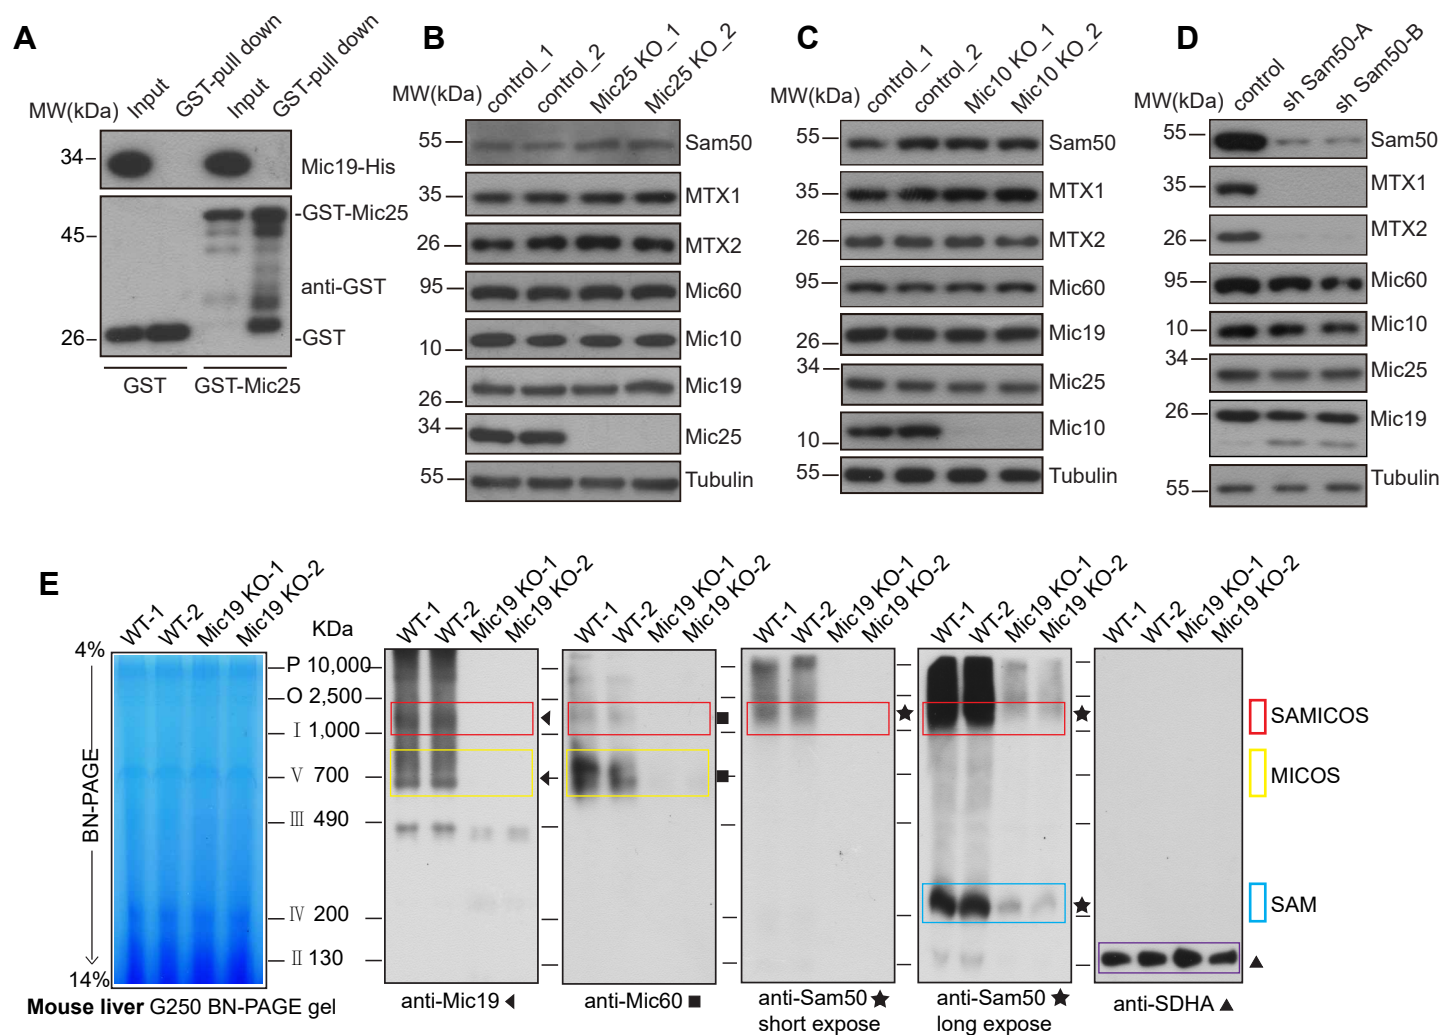 A
Input
GST-pull down
Input
GST-pull down
MW(kDa)
34
Mic19-His
45
-GST-Mic25
anti-GST
26
-GST
GST
GST-Mic25
B
control_1
control_2
Mic25 KO_1
Mic25 KO_2
MW(kDa)
55
Sam50
35
MTX1
26
MTX2
95
Mic60
10
Mic10
26
Mic19
34
Mic25
55
Tubulin
C
control_1
control_2
Mic10 KO_1
Mic10 KO_2
MW(kDa)
55
Sam50
35
MTX1
26
MTX2
95
Mic60
26
Mic19
34
Mic25
10
Mic10
55
Tubulin
D
control
sh Sam50-A
sh Sam50-B
MW(kDa)
55
Sam50
35
MTX1
26
MTX2
95
Mic60
10
Mic10
34
Mic25
26
Mic19
55
Tubulin
E
WT-1
WT-2
Mic19 KO-1
Mic19 KO-2
KDa
4%
BN-PAGE
14%
P 10,000
O 2,500
I 1,000
V 700
III 490
IV 200
II 130
Mouse liver G250 BN-PAGE gel
WT-1
WT-2
Mic19 KO-1
Mic19 KO-2
anti-Mic19 ◀
WT-1
WT-2
Mic19 KO-1
Mic19 KO-2
anti-Mic60 ■
WT-1
WT-2
Mic19 KO-1
Mic19 KO-2
anti-Sam50 ★
short expose
WT-1
WT-2
Mic19 KO-1
Mic19 KO-2
anti-Sam50 ★
long expose
WT-1
WT-2
Mic19 KO-1
Mic19 KO-2
anti-SDHA ▲
SAMICOS
MICOS
SAM